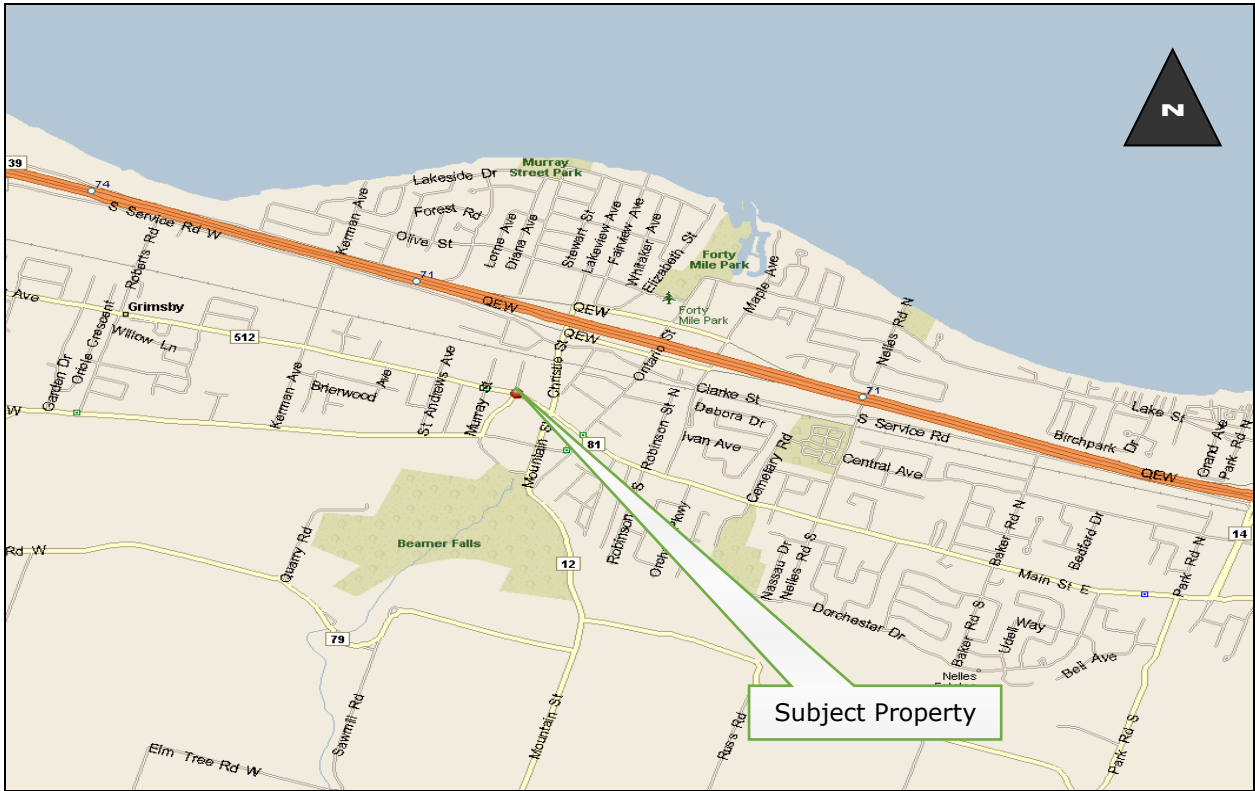 N
39
74
Murray
Street Park
Lakeside Dr
S Service Rd W
Kerman Ave
Forest Rd
Olive St
Lorne Ave
Diana Ave
Stewart St
Lakeview Ave
Fairview Ave
Whitaker Ave
Elizabeth St
Forty
Mile Park
Maple Ave
Roberts Rd
71
QEW
QEW
QEW
Forty
Mile Park
Nelles Rd N
Ave
Grimsby
Oriole Crescent
Willow Ln
512
Garden Dr
Kerman Ave
Brierwood Ave
St Andrews Ave
Murray St
Christie St
Ontario St
71
Clarke St
S Service Rd
Lake St
Birchpark Dr
Grand Ave
Park Rd N
W
Mountain St
81
Debora Dr
Ivan Ave
Robinson St N
Cemetery Rd
Central Ave
QEW
14
Rd W
Quarry Rd
Beamer Falls
12
Robinson S
Pkwy
Nassau Dr
Nelles Rd S
Baker Rd N
Bedford Dr
Main St E
Park Rd N
79
Dorchester Dr
Baker Rd S
Udell Way
Bell Ave
Nelles
Subject Property
Sawmill Rd
Mountain St
Russ Rd
Park Rd S
Elm Tree Rd W